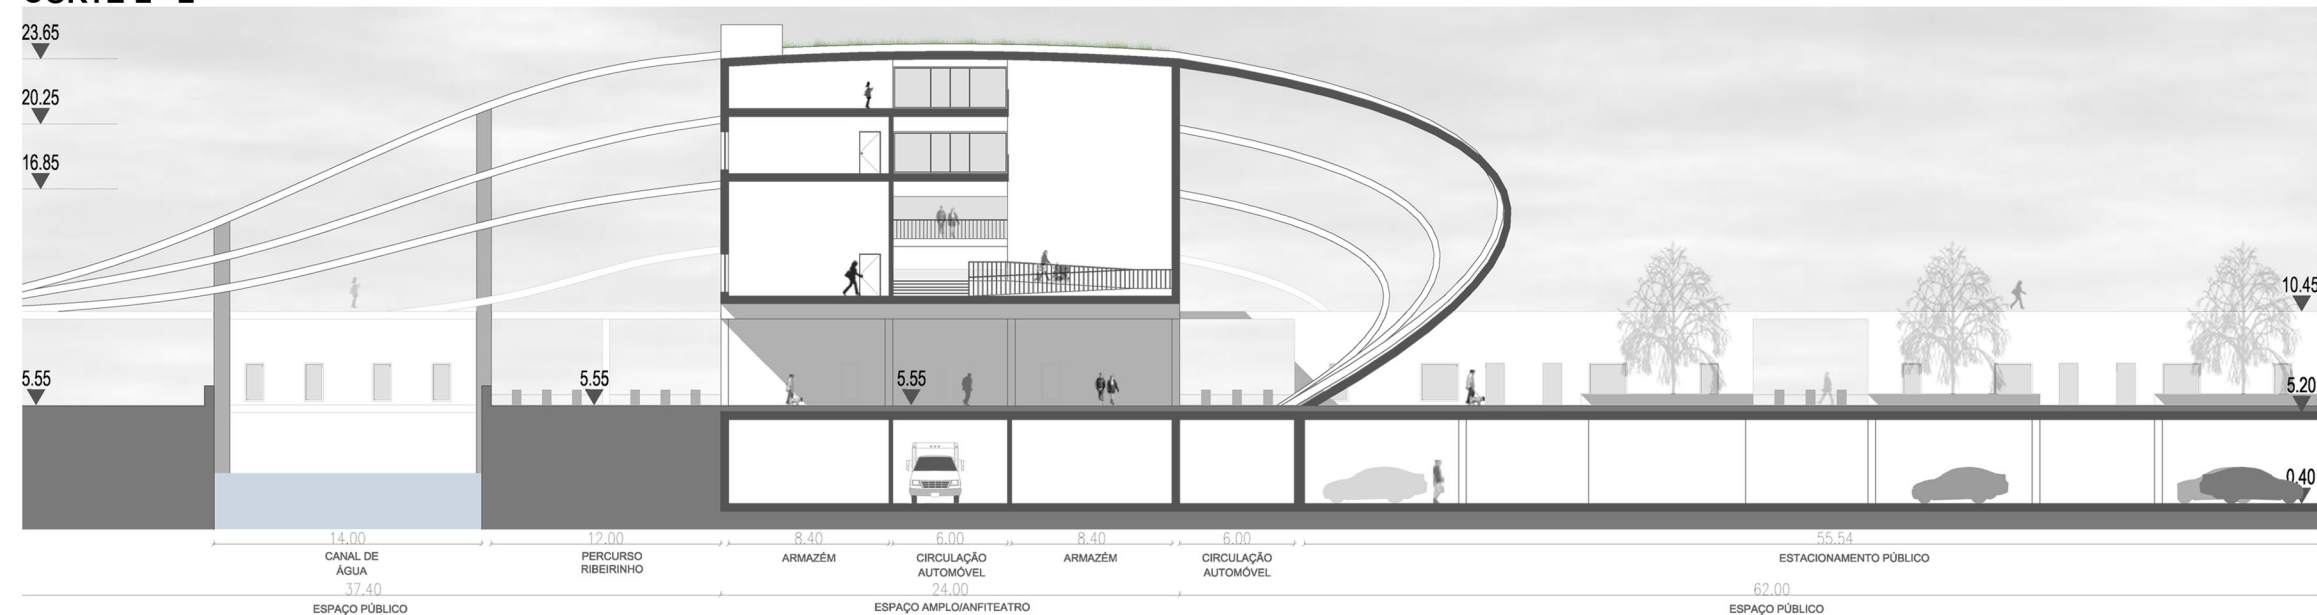 23.65
20.25
16.85
10.45
5.55
5.55
5.55
5.20
0.40
14.00
12.00
8.40
6.00
8.40
6.00
55.54
CANAL DE
ÁGUA
PERCURSO
RIBEIRINHO
ARMAZÉM
CIRCULAÇÃO
AUTOMÓVEL
ARMAZÉM
CIRCULAÇÃO
AUTOMÓVEL
ESTACIONAMENTO PÚBLICO
37.40
24.00
62.00
ESPAÇO PÚBLICO
ESPAÇO AMPLO/ANFITEATRO
ESPAÇO PÚBLICO